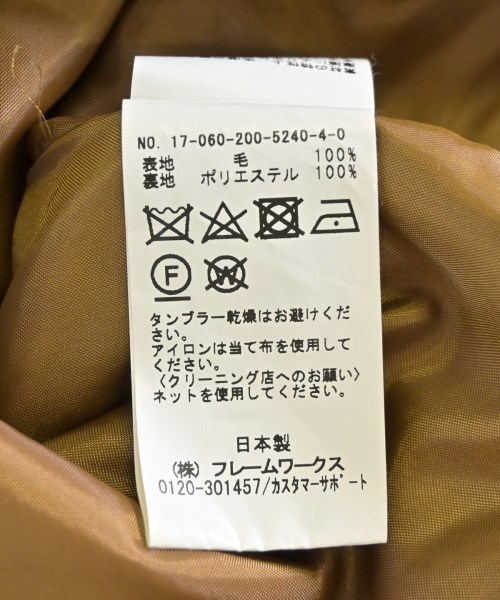 NO. 17-060-200-5240-4-0
表地 毛 100%
裏地 ポリエステル 100%
F W
タンブラー乾燥はお避けくだ
さい。
アイロンは当て布を使用して
ください。
〈クリーニング店へのお願い〉
ネットを使用してください。
日本製
(株) フレームワークス
0120-301457/カスタマーサポート